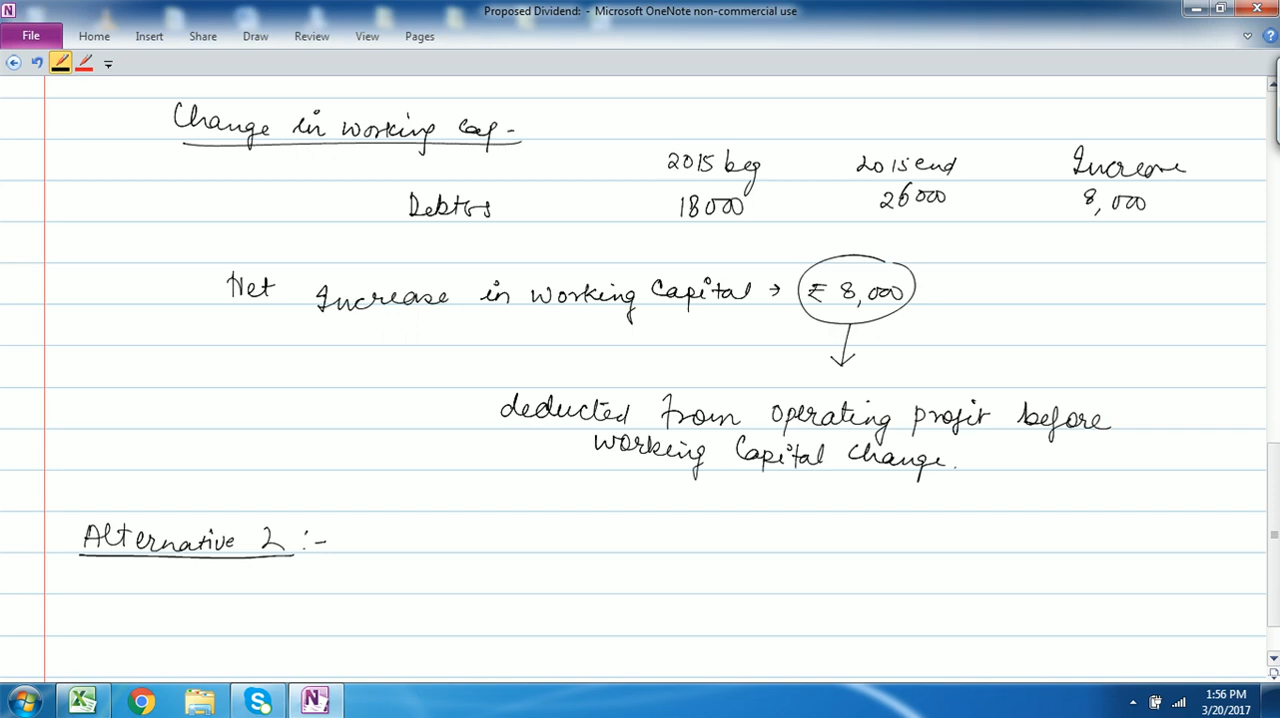 Proposed Dividend: - Microsoft OneNote non-commercial use
File Home Insert Share Draw Review View Pages
Change in working cap -
2015 beg 2015 end Increase
Debtors 18000 26000 8,000
Net Increase in working Capital → ₹ 8,000
deducted from operating profit before
working Capital change.
Alternative 2 :-
1:56 PM
3/20/2017